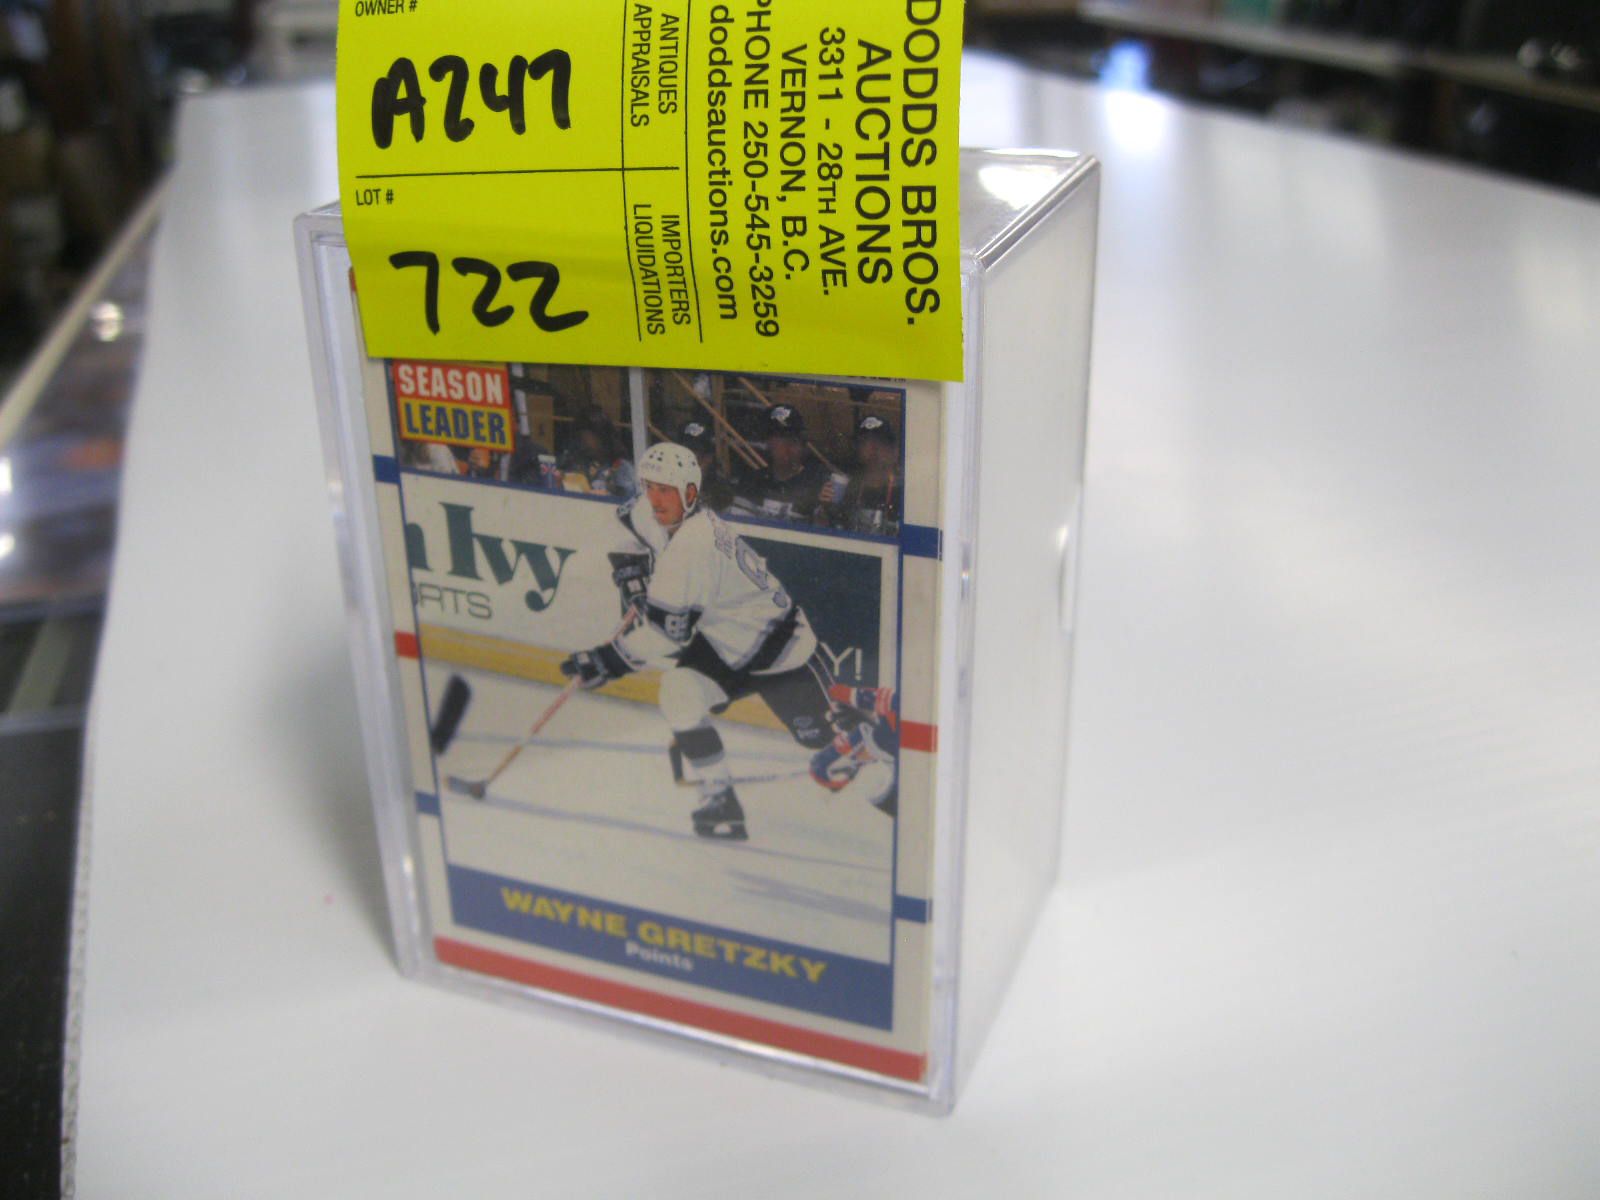 OWNER #
A247
LOT #
722
ANTIQUES
APPRAISALS
IMPORTERS
LIQUIDATIONS
DODDS BROS.
AUCTIONS
3311 - 28TH AVE.
VERNON, B.C.
PHONE 250-545-3259
doddsauctions.com
SEASON
LEADER
Ivy
Y!
WAYNE GRETZKY
Points